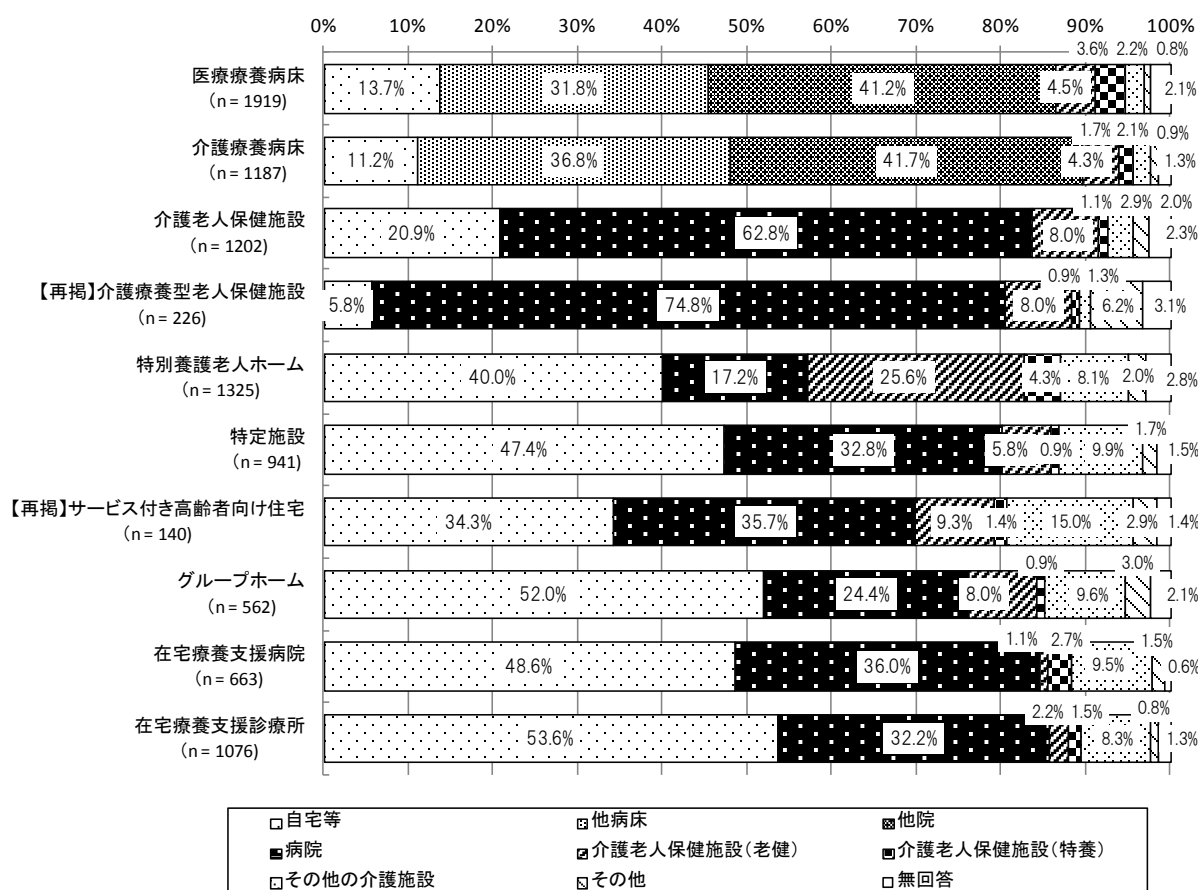 0% 10% 20% 30% 40% 50% 60% 70% 80% 90% 100%
3.6% 2.2% 0.8%
医療療養病床
(n = 1919)
13.7% 31.8% 41.2% 4.5% 2.1%
1.7% 2.1% 0.9%
介護療養病床
(n = 1187)
11.2% 36.8% 41.7% 4.3% 1.3%
1.1% 2.9% 2.0%
介護老人保健施設
(n = 1202)
20.9% 62.8% 8.0% 2.3%
0.9% 1.3%
【再掲】介護療養型老人保健施設
(n = 226)
5.8% 74.8% 8.0% 6.2% 3.1%
特別養護老人ホーム
(n = 1325)
40.0% 17.2% 25.6% 4.3% 8.1% 2.0% 2.8%
1.7%
特定施設
(n = 941)
47.4% 32.8% 5.8% 0.9% 9.9% 1.5%
【再掲】サービス付き高齢者向け住宅
(n = 140)
34.3% 35.7% 9.3% 1.4% 15.0% 2.9% 1.4%
0.9% 3.0%
グループホーム
(n = 562)
52.0% 24.4% 8.0% 9.6% 2.1%
1.1% 2.7% 1.5%
在宅療養支援病院
(n = 663)
48.6% 36.0% 9.5% 0.6%
2.2% 1.5% 0.8%
在宅療養支援診療所
(n = 1076)
53.6% 32.2% 8.3% 1.3%
自宅等 他病床 他院
病院 介護老人保健施設(老健) 介護老人保健施設(特養)
その他の介護施設 その他 無回答